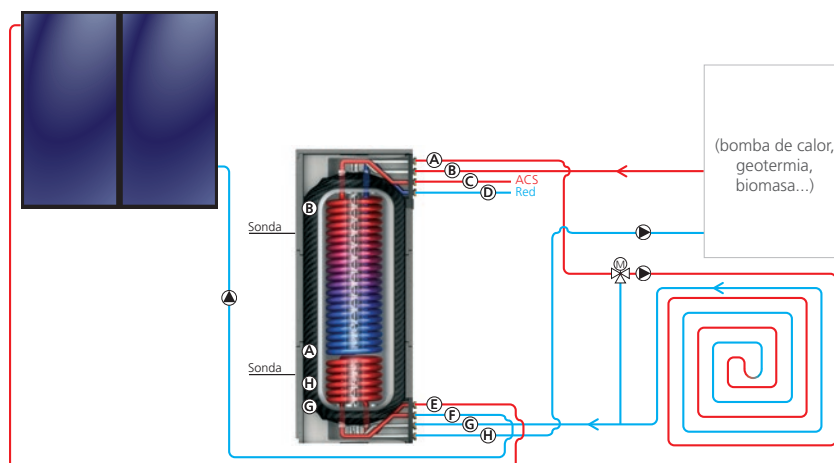 (bomba de calor,
geotermia,
biomasa...)
A
B
C
ACS
D
Red
B
Sonda
M
A
Sonda
H
G
E
F
G
H